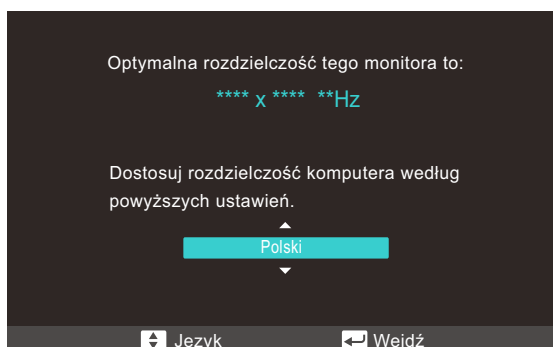 Optymalna rozdzielczość tego monitora to:
**** x **** **Hz
Dostosuj rozdzielczość komputera według
powyższych ustawień.
Polski
Język Wejdź